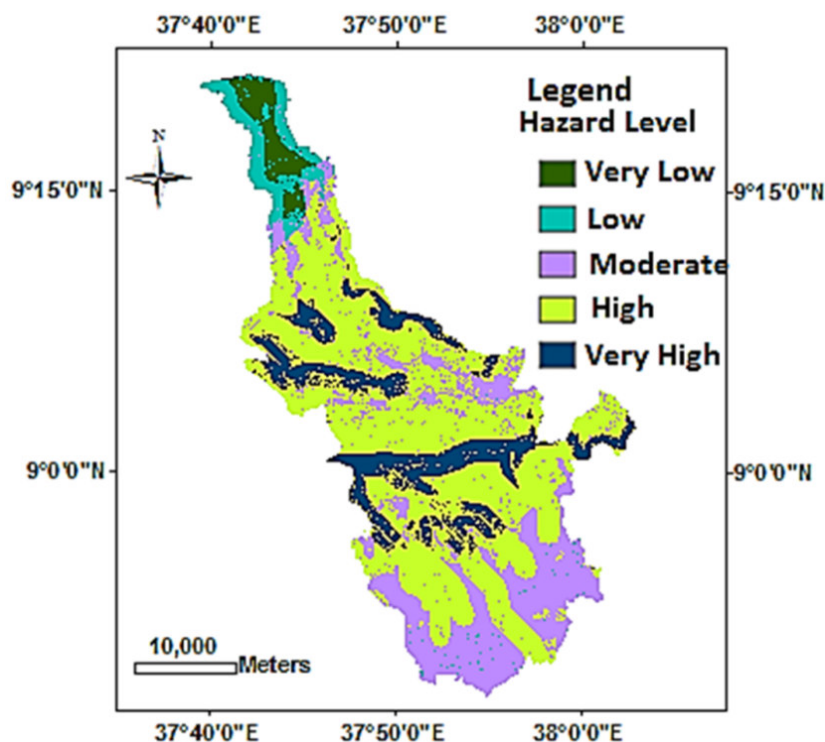 37°40'0"E 37°50'0"E 38°0'0"E
N
Legend
Hazard Level
Very Low
9°15'0"N 9°15'0"N
Low
Moderate
High
Very High
9°0'0"N 9°0'0"N
10,000
Meters
37°40'0"E 37°50'0"E 38°0'0"E